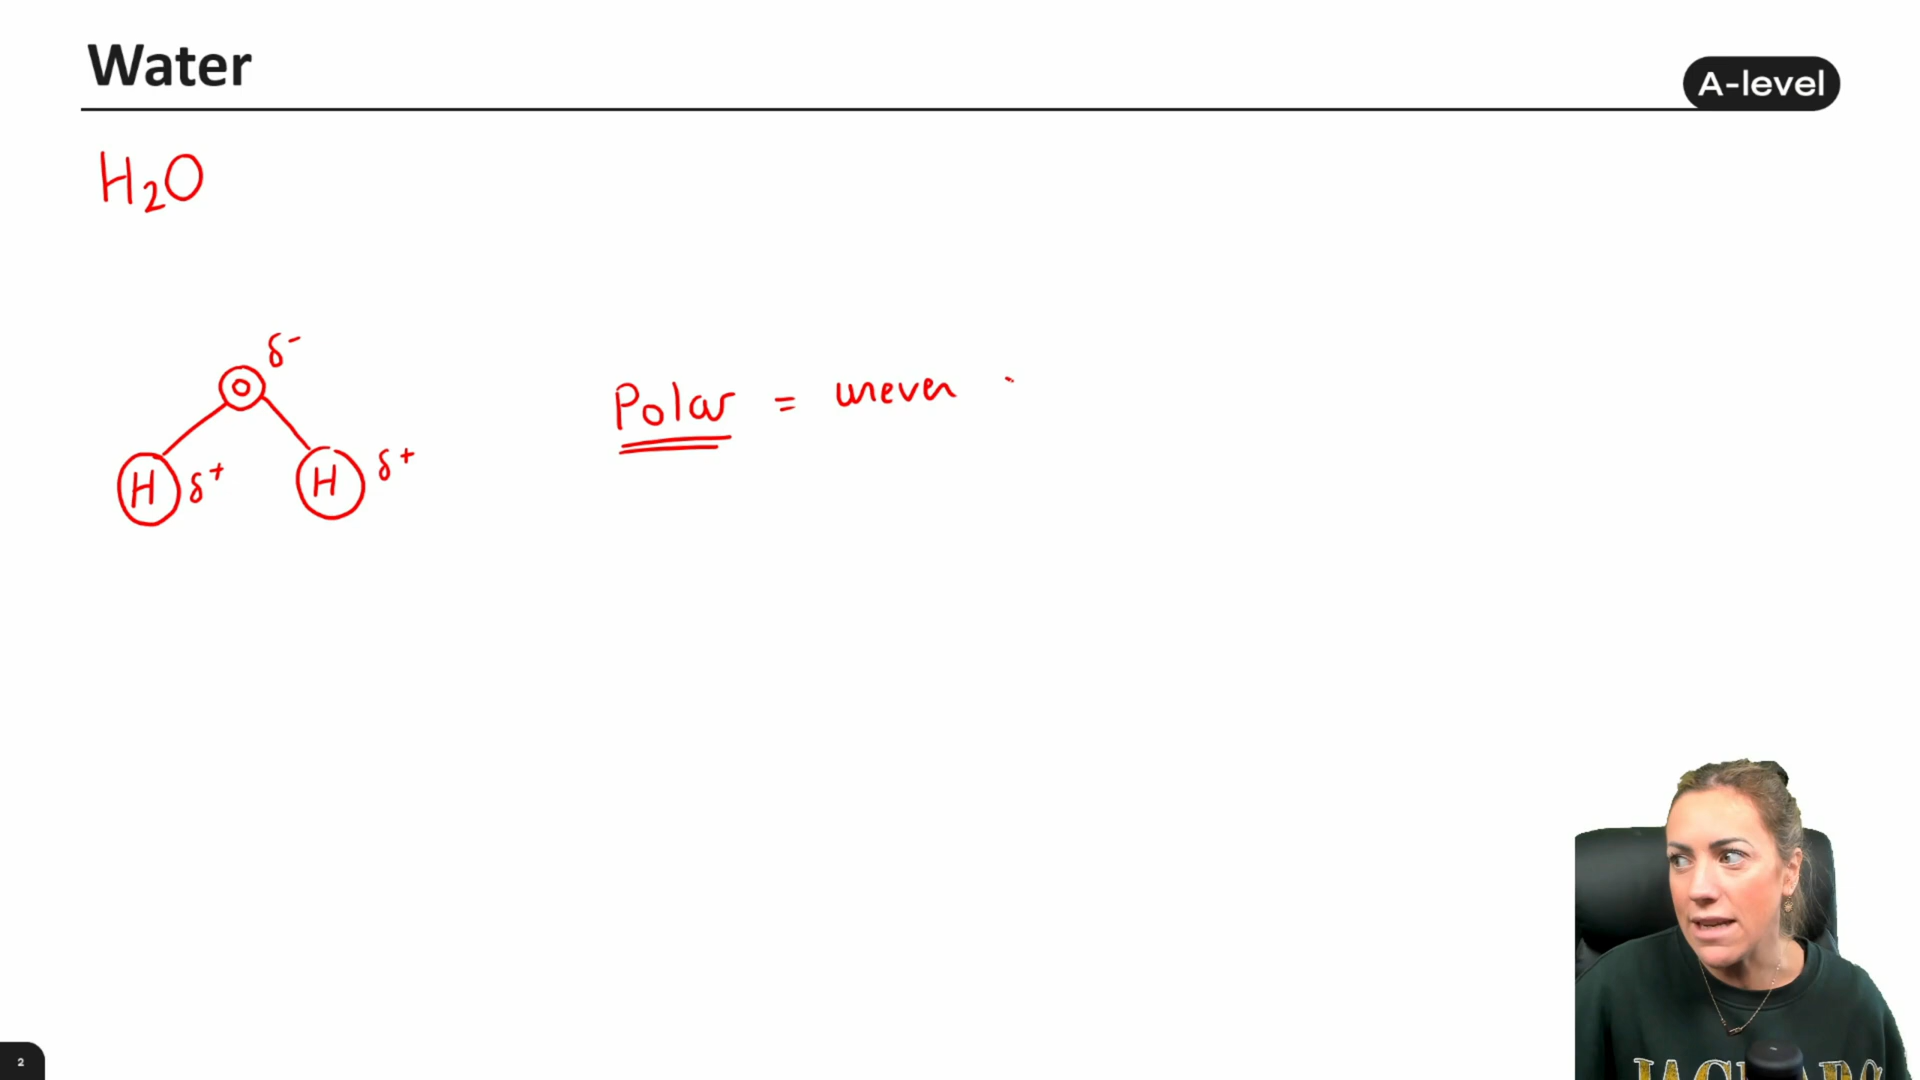 Water
A-level
H₂O
δ-
O
H δ+ H δ+
Polar = uneven
2